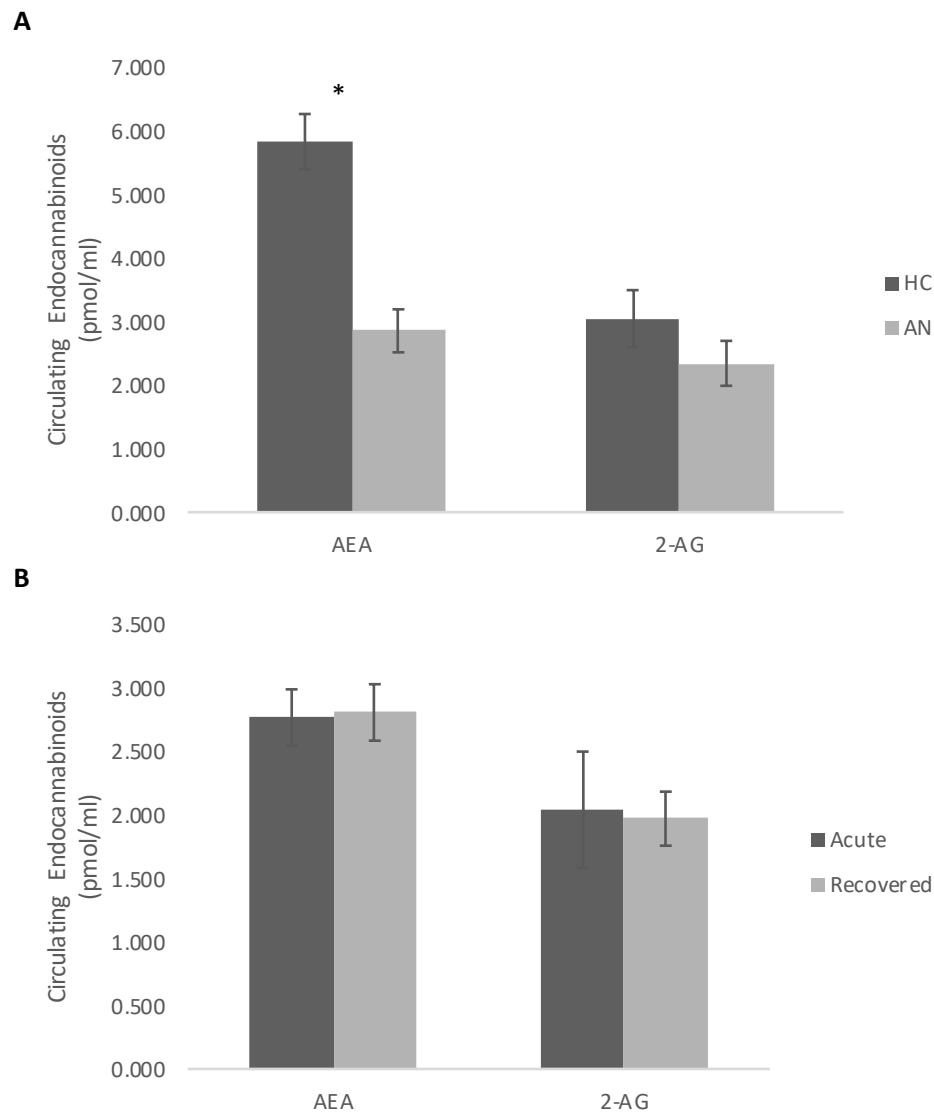 A
7.000
*
6.000
5.000
4.000
3.000
2.000
1.000
0.000
Circulating Endocannabinoids
(pmol/ml)
HC
AN
AEA 2-AG
B
3.500
3.000
2.500
2.000
1.500
1.000
0.500
0.000
Circulating Endocannabinoids
(pmol/ml)
Acute
Recovered
AEA 2-AG